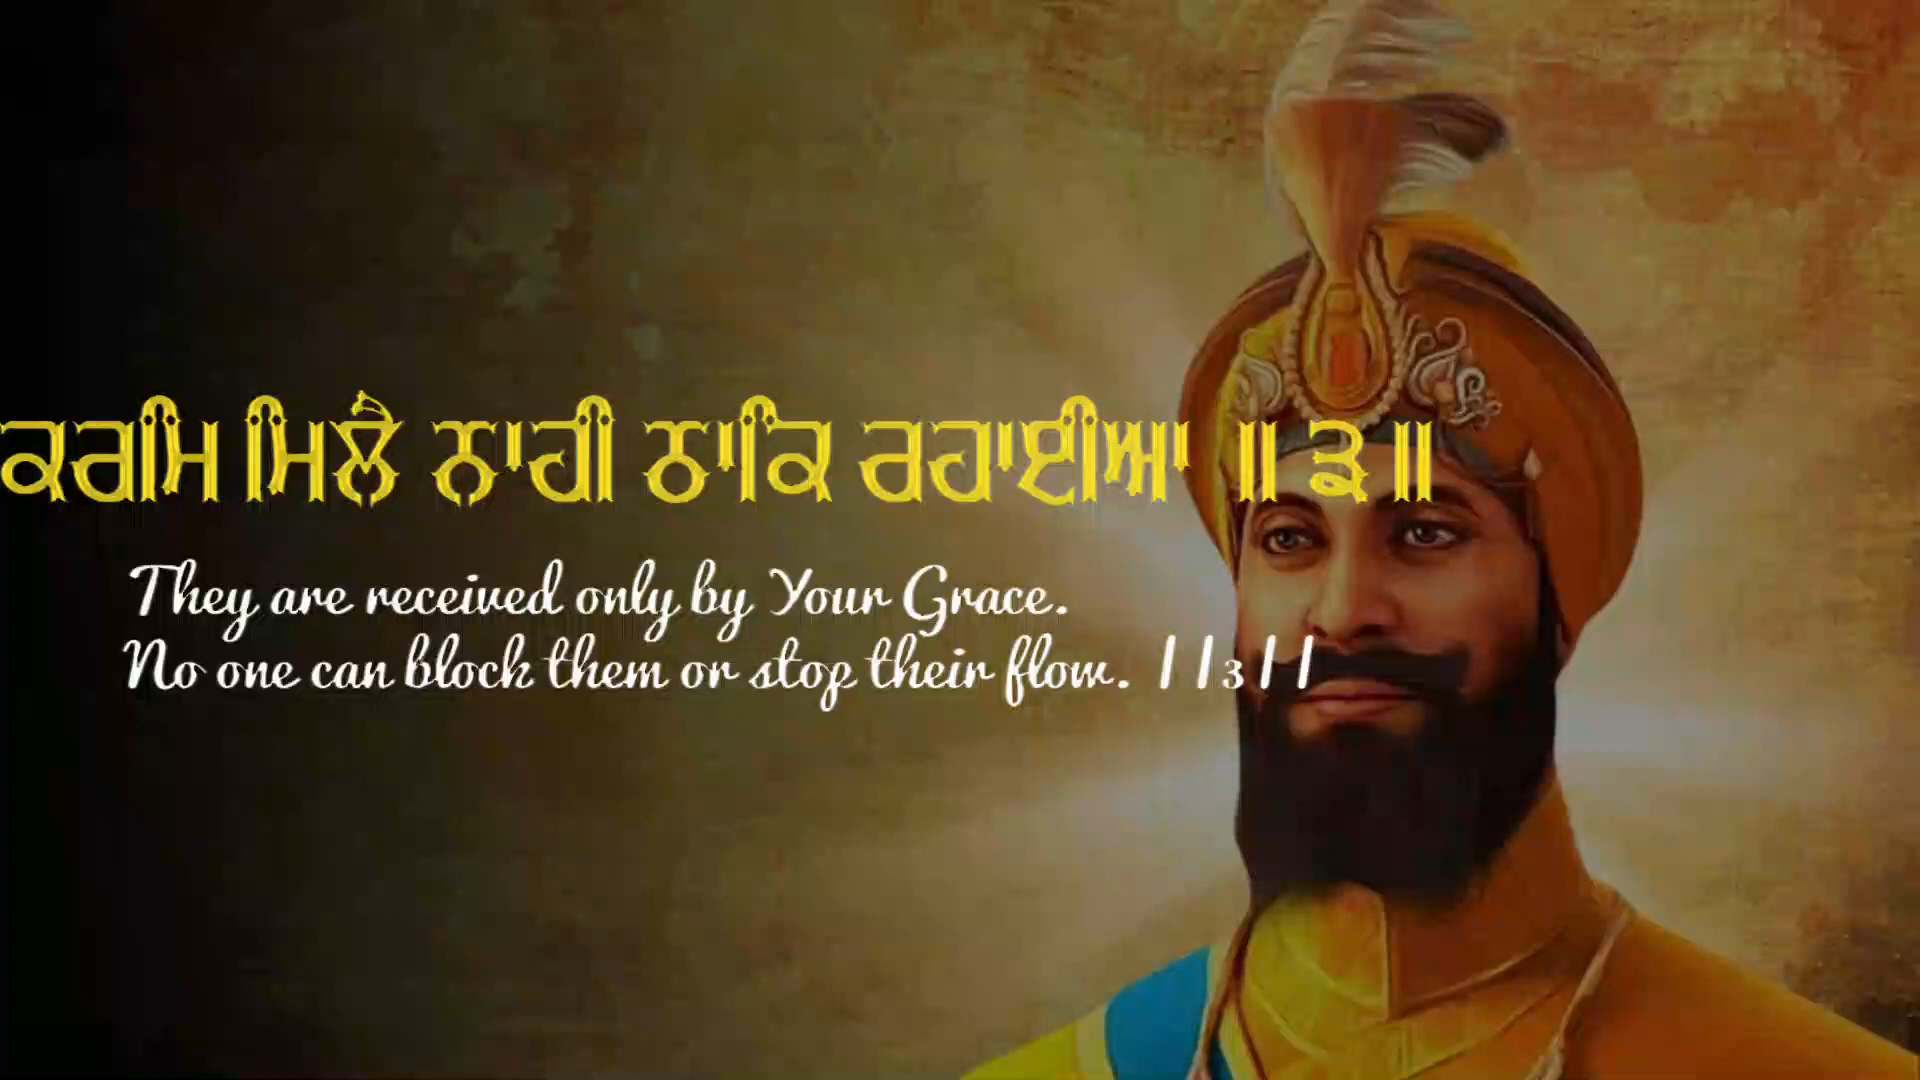 ਕਰਮਿ ਮਿਲੈ ਨਾਹੀ ਠਾਕਿ ਰਹਾਈਆ ॥੩॥
They are received only by Your Grace.
No one can block them or stop their flow. ||3||